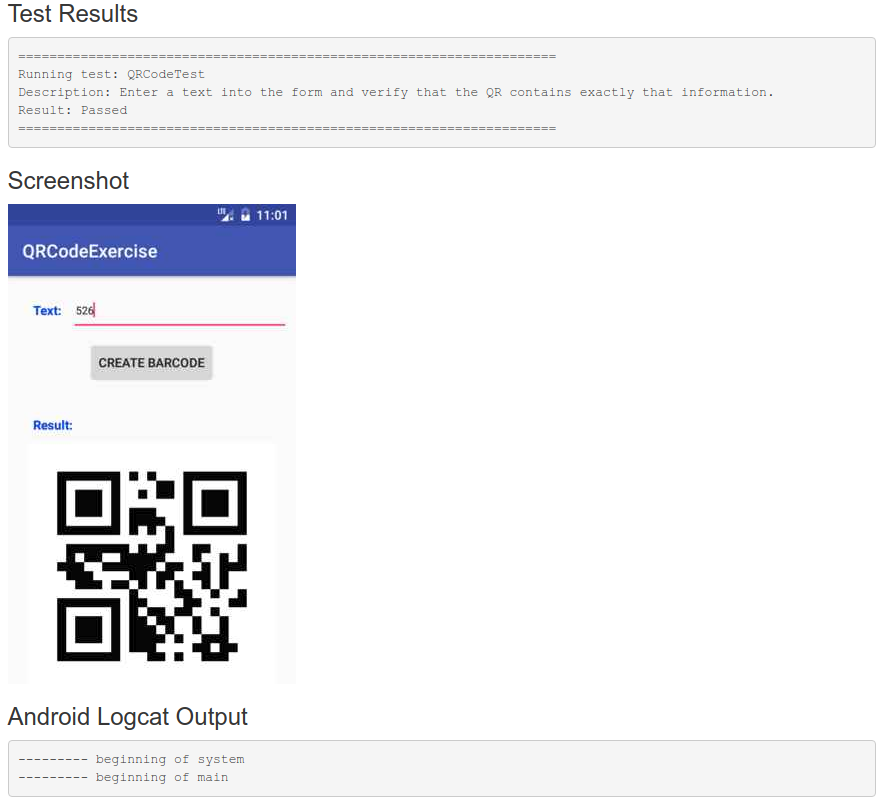 Test Results
=====================================================================
Running test: QRCodeTest
Description: Enter a text into the form and verify that the QR contains exactly that information.
Result: Passed
=====================================================================
Screenshot
LTE 11:01
QRCodeExercise
Text: 526
CREATE BARCODE
Result:
Android Logcat Output
--------- beginning of system
--------- beginning of main